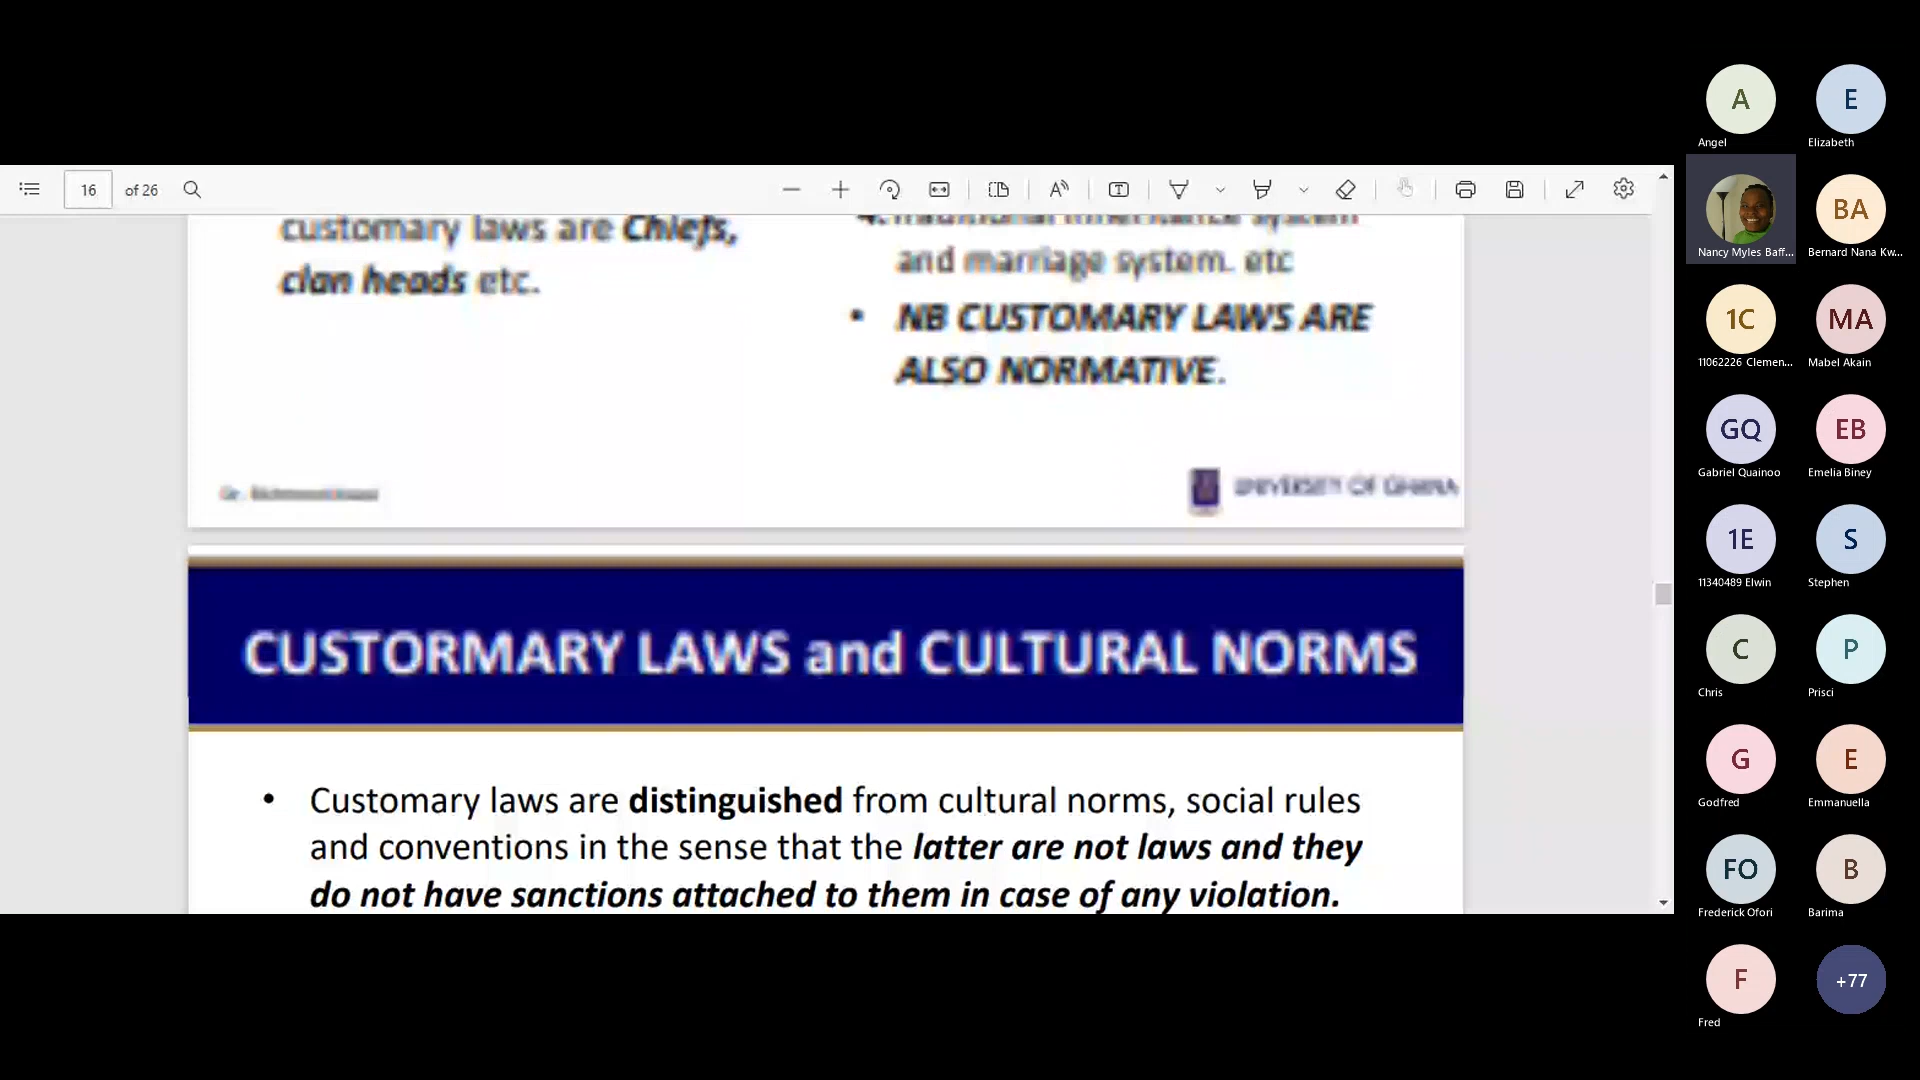 16 of 26
customary laws are Chiefs,
clan heads etc.
4. Traditional inheritance system
and marriage system. etc
• NB CUSTOMARY LAWS ARE
ALSO NORMATIVE.
UNIVERSITY OF GHANA
CUSTORMARY LAWS and CULTURAL NORMS
• Customary laws are distinguished from cultural norms, social rules
and conventions in the sense that the latter are not laws and they
do not have sanctions attached to them in case of any violation.
A
Angel
E
Elizabeth
Nancy Myles Baff...
BA
Bernard Nana Kw...
1C
11062226 Clemen...
MA
Mabel Akain
GQ
Gabriel Quainoo
EB
Emelia Biney
1E
11340489 Elwin
S
Stephen
C
Chris
P
Prisci
G
Godfred
E
Emmanuella
FO
Frederick Ofori
B
Barima
F
Fred
+77